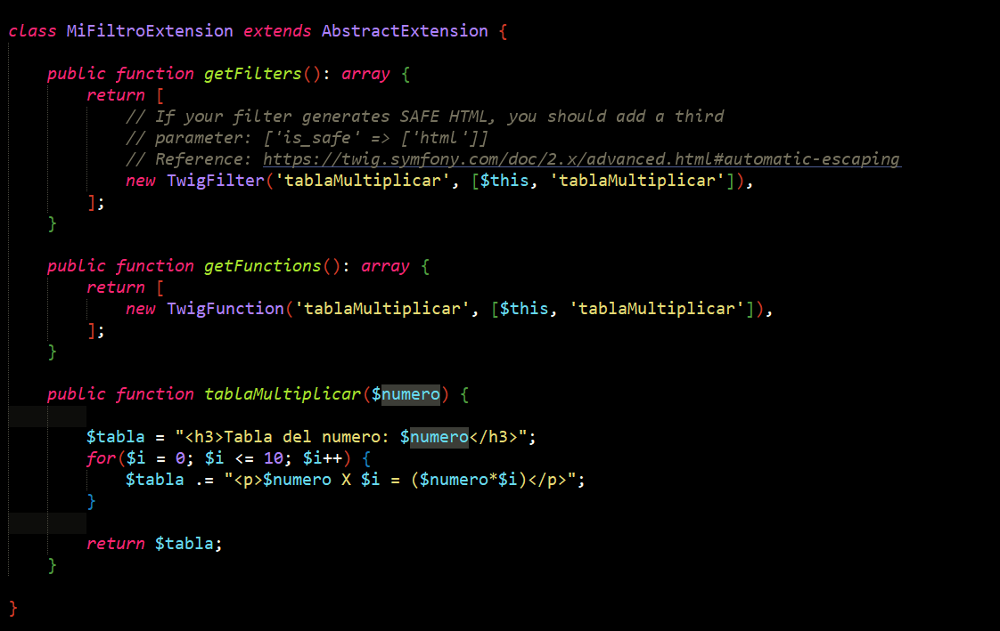 class MiFiltroExtension extends AbstractExtension {
public function getFilters(): array {
return [
// If your filter generates SAFE HTML, you should add a third
// parameter: ['is_safe' => ['html']]
// Reference: https://twig.symfony.com/doc/2.x/advanced.html#automatic-escaping
new TwigFilter('tablaMultiplicar', [$this, 'tablaMultiplicar']),
];
}
public function getFunctions(): array {
return [
new TwigFunction('tablaMultiplicar', [$this, 'tablaMultiplicar']),
];
}
public function tablaMultiplicar($numero) {
$tabla = "<h3>Tabla del numero: $numero</h3>";
for($i = 0; $i <= 10; $i++) {
$tabla .= "<p>$numero X $i = ($numero*$i)</p>";
}
return $tabla;
}
}